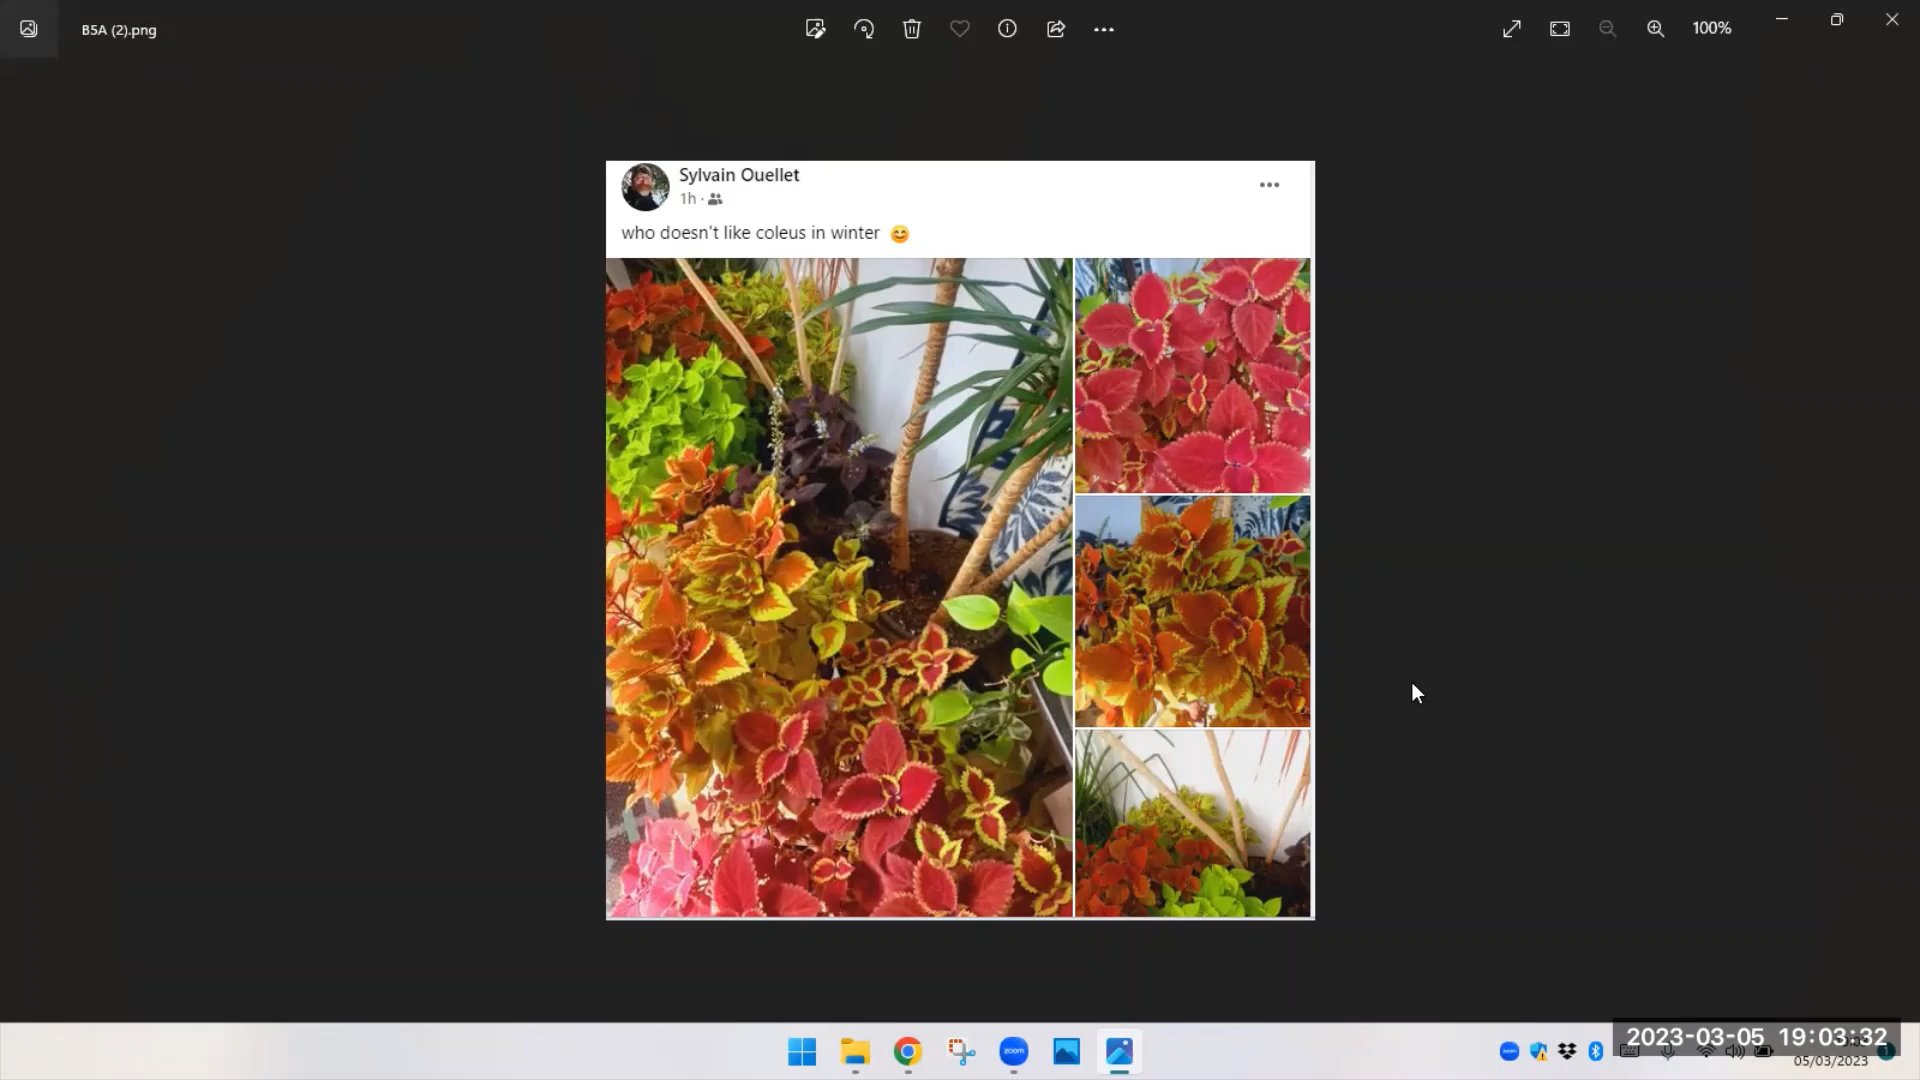 B5A (2).png
100%
Sylvain Ouellet
1h ·
who doesn't like coleus in winter 😊
zoom
2023-03-05 19:03:32
05/03/2023